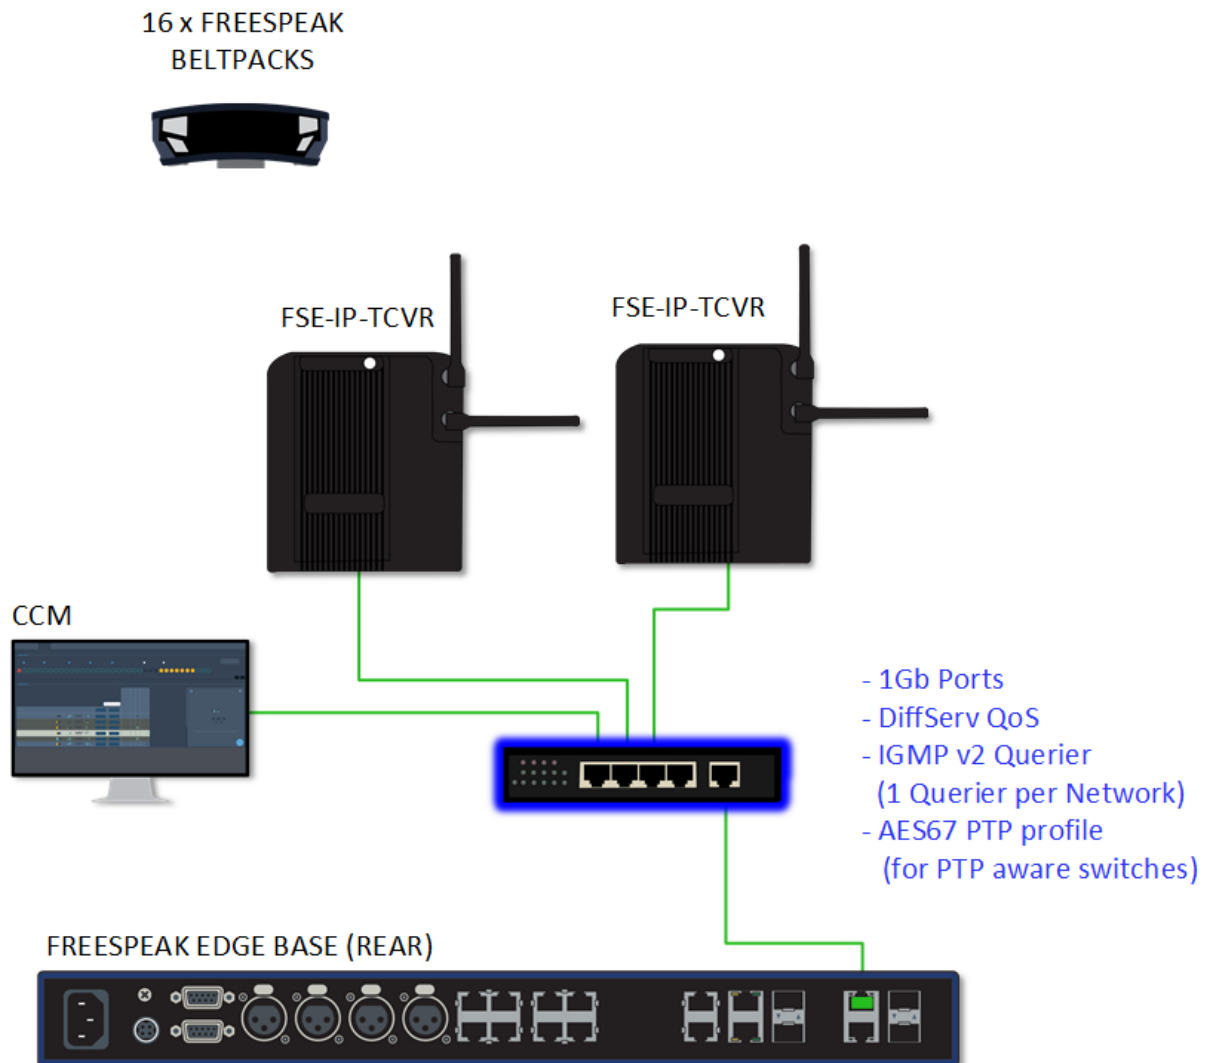 16 x FREESPEAK
BELTPACKS
FSE-IP-TCVR
FSE-IP-TCVR
CCM
- 1Gb Ports
- DiffServ QoS
- IGMP v2 Querier
(1 Querier per Network)
- AES67 PTP profile
(for PTP aware switches)
FREESPEAK EDGE BASE (REAR)